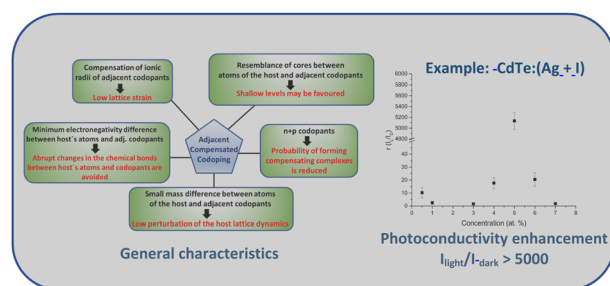 Compensation of ionic
radii of adjacent codopants
Low lattice strain
Resemblance of cores between
atoms of the host and adjacent codopants
Shallow levels may be favoured
Minimum electronegativity difference
between host´s atoms and adj. codopants
Abrupt changes in the chemical bonds
between host´s atoms and codopants are
avoided
Adjacent
Compensated
Codoping
n+p codopants
Probability of forming
compensating complexes
is reduced
Small mass difference between atoms
of the host and adjacent codopants
Low perturbation of the host lattice dynamics
General characteristics
Example: -CdTe:(Ag + I)
6000
5800
5600
5400
5200
5000
4800
40
30
20
10
0
0 1 2 3 4 5 6 7 8
Concentration (at. %)
Photoconductivity enhancement
Ilight/I-dark > 5000